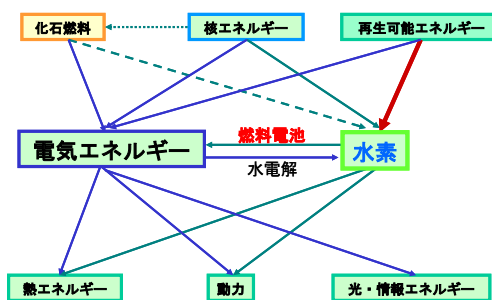 化石燃料
核エネルギー
再生可能エネルギー
燃料電池
電気エネルギー
水素
水電解
熱エネルギー
動力
光・情報エネルギー